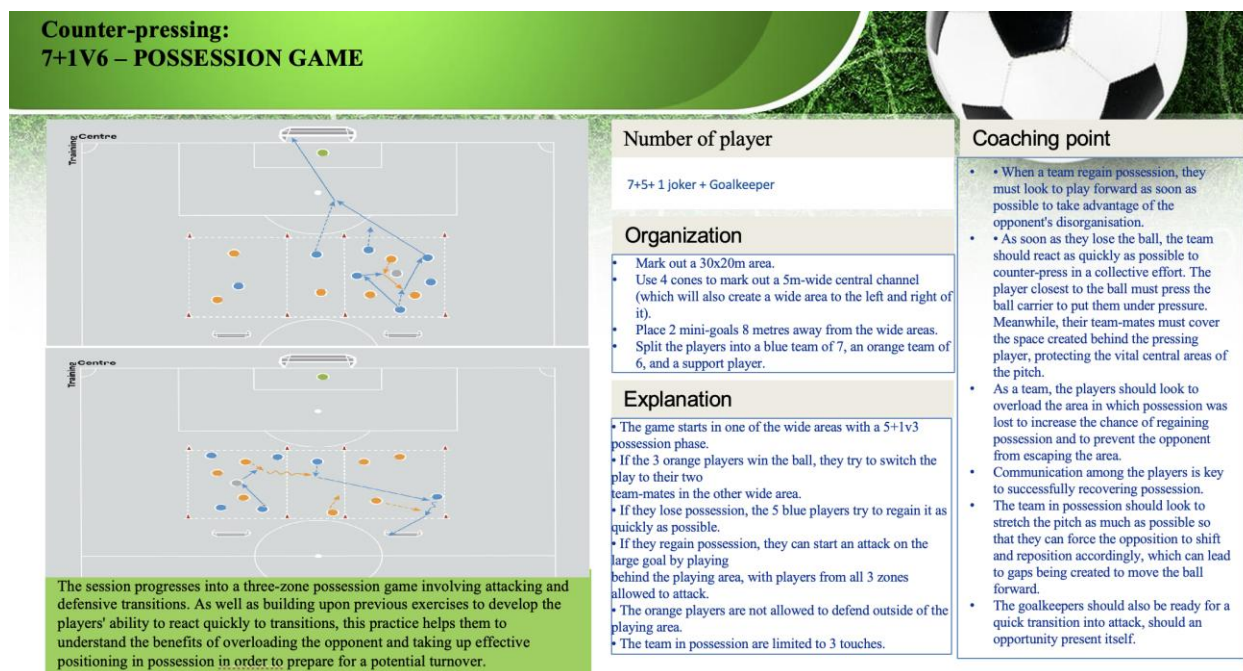 Counter-pressing:
7+1V6 – POSSESSION GAME
Training Centre
Training Centre
The session progresses into a three-zone possession game involving attacking and
defensive transitions. As well as building upon previous exercises to develop the
players' ability to react quickly to transitions, this practice helps them to
understand the benefits of overloading the opponent and taking up effective
positioning in possession in order to prepare for a potential turnover.
Number of player
7+5+ 1 joker + Goalkeeper
Organization
• Mark out a 30x20m area.
• Use 4 cones to mark out a 5m-wide central channel
(which will also create a wide area to the left and right of
it).
• Place 2 mini-goals 8 metres away from the wide areas.
• Split the players into a blue team of 7, an orange team of
6, and a support player.
Explanation
• The game starts in one of the wide areas with a 5+1v3
possession phase.
• If the 3 orange players win the ball, they try to switch the
play to their two
team-mates in the other wide area.
• If they lose possession, the 5 blue players try to regain it as
quickly as possible.
• If they regain possession, they can start an attack on the
large goal by playing
behind the playing area, with players from all 3 zones
allowed to attack.
• The orange players are not allowed to defend outside of the
playing area.
• The team in possession are limited to 3 touches.
Coaching point
• • When a team regain possession, they
must look to play forward as soon as
possible to take advantage of the
opponent's disorganisation.
• • As soon as they lose the ball, the team
should react as quickly as possible to
counter-press in a collective effort. The
player closest to the ball must press the
ball carrier to put them under pressure.
Meanwhile, their team-mates must cover
the space created behind the pressing
player, protecting the vital central areas of
the pitch.
• As a team, the players should look to
overload the area in which possession was
lost to increase the chance of regaining
possession and to prevent the opponent
from escaping the area.
• Communication among the players is key
to successfully recovering possession.
• The team in possession should look to
stretch the pitch as much as possible so
that they can force the opposition to shift
and reposition accordingly, which can lead
to gaps being created to move the ball
forward.
• The goalkeepers should also be ready for a
quick transition into attack, should an
opportunity present itself.